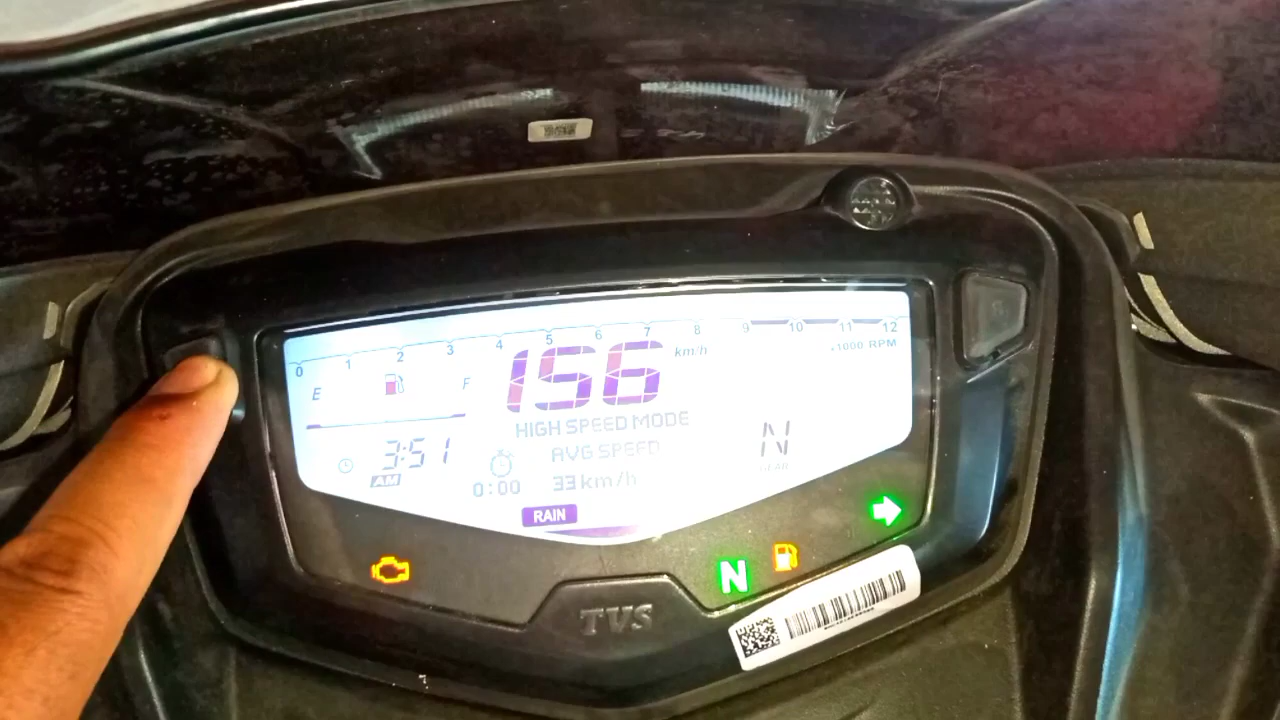 0 1 2 3 4 5 6 7 8 9 10 11 12
×1000 RPM
E F
156 km/h
HIGH SPEED MODE
3:51
AM
AVG SPEED
0:00 33 km/h
N
GEAR
RAIN
N
TVS